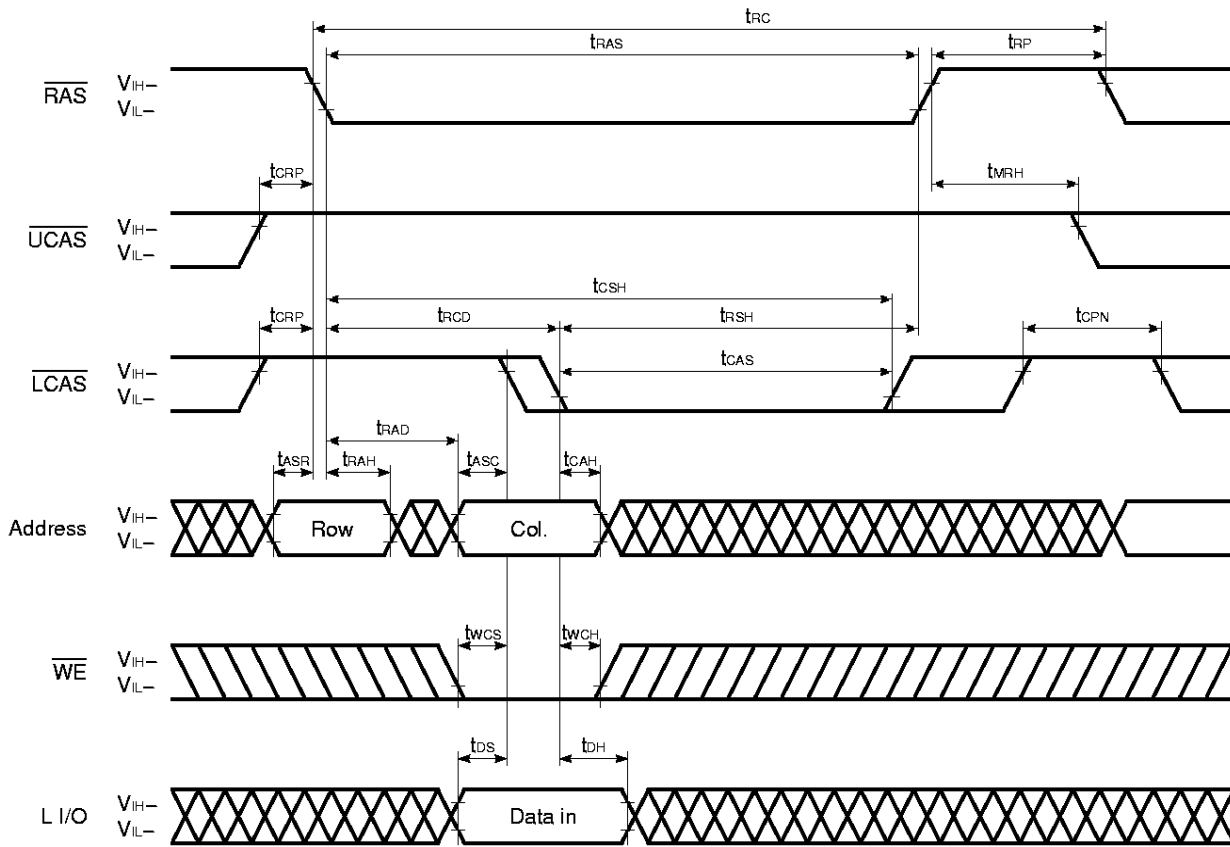 tRC
tRAS tRP
RAS VIH–
VIL–
tCRP tMRH
UCAS VIH–
VIL–
tCSH
tCRP tRCD tRSH tCPN
tCAS
LCAS VIH–
VIL–
tRAD
tASR tRAH tASC tCAH
Address VIH–
VIL–
Row Col.
tWCS tWCH
WE VIH–
VIL–
tDS tDH
L I/O VIH–
VIL–
Data in